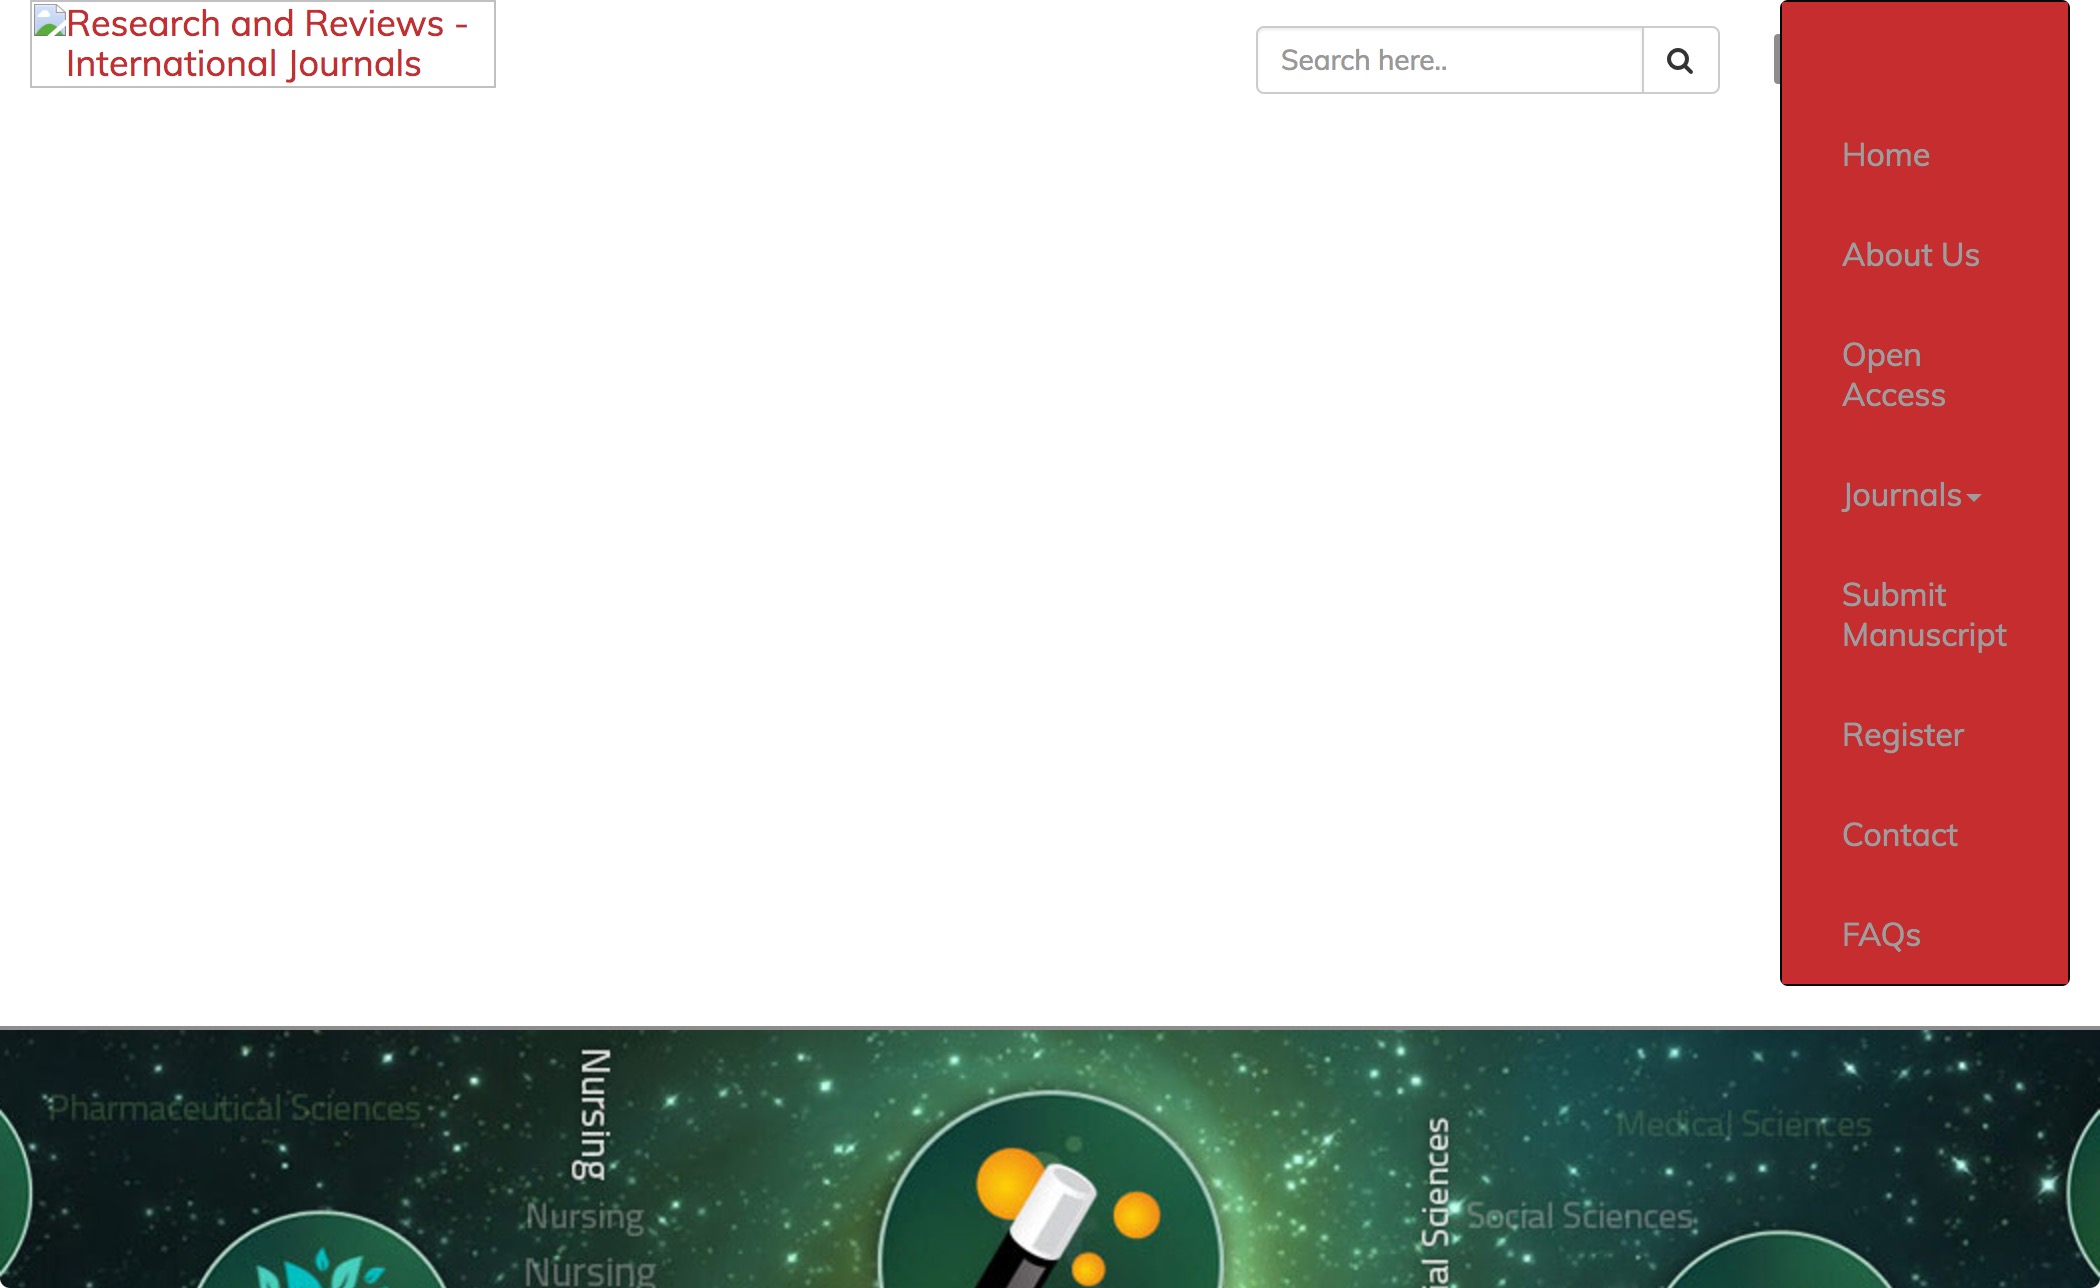 Research and Reviews -
International Journals
Search here..
Home
About Us
Open
Access
Journals
Submit
Manuscript
Register
Contact
FAQs
Pharmaceutical Sciences
Nursing
Nursing
Nursing
Sciences
Social Sciences
Medical Sciences